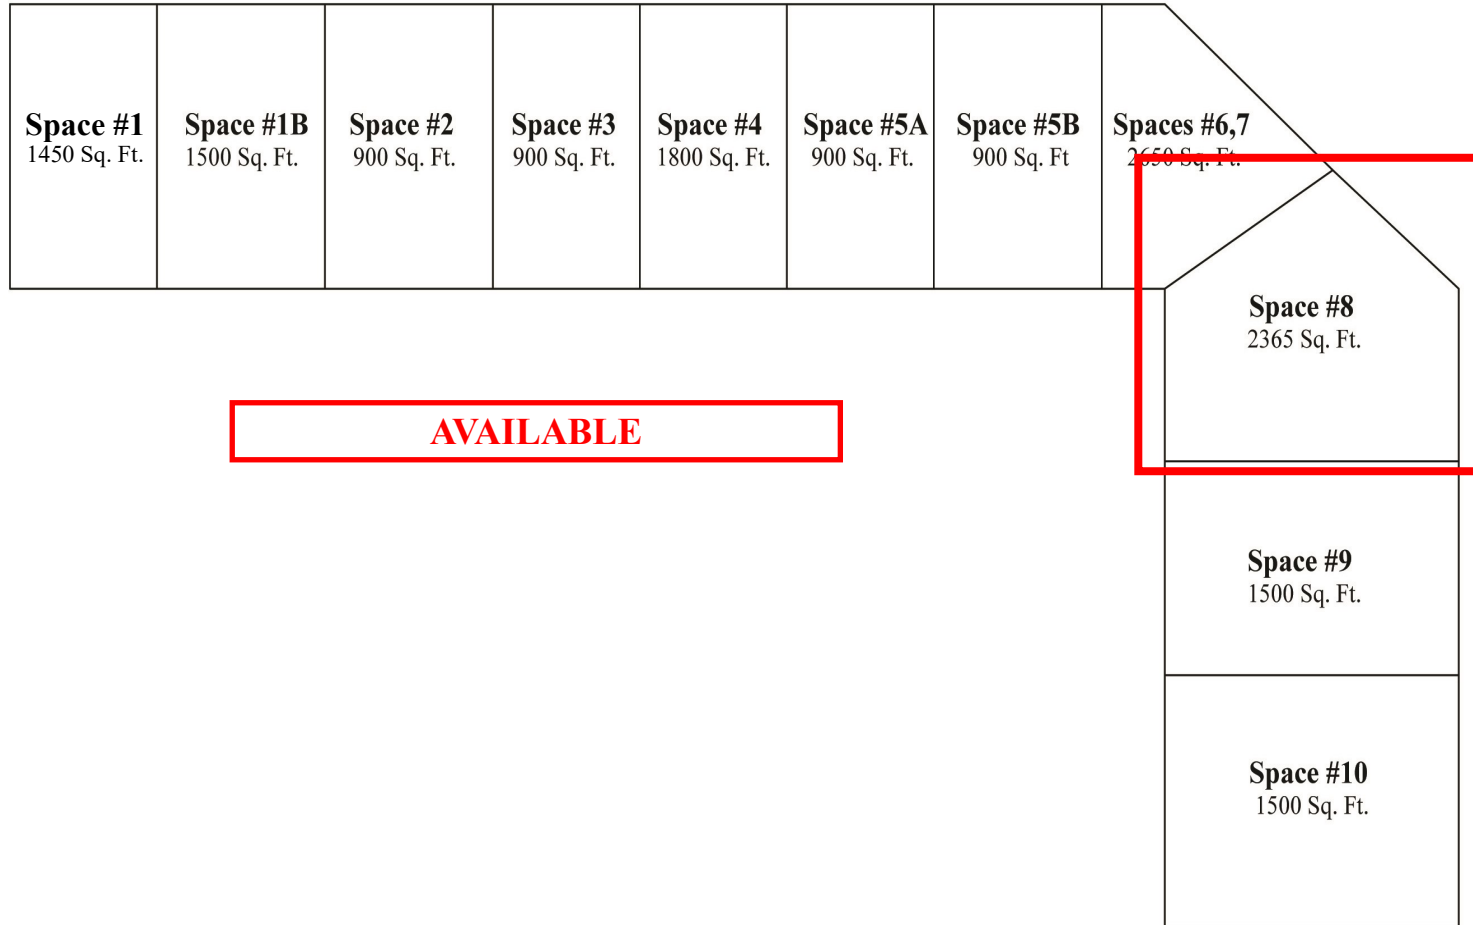 Space #1
1450 Sq. Ft.
Space #1B
1500 Sq. Ft.
Space #2
900 Sq. Ft.
Space #3
900 Sq. Ft.
Space #4
1800 Sq. Ft.
Space #5A
900 Sq. Ft.
Space #5B
900 Sq. Ft
Spaces #6,7
2650 Sq. Ft.
Space #8
2365 Sq. Ft.
AVAILABLE
Space #9
1500 Sq. Ft.
Space #10
1500 Sq. Ft.